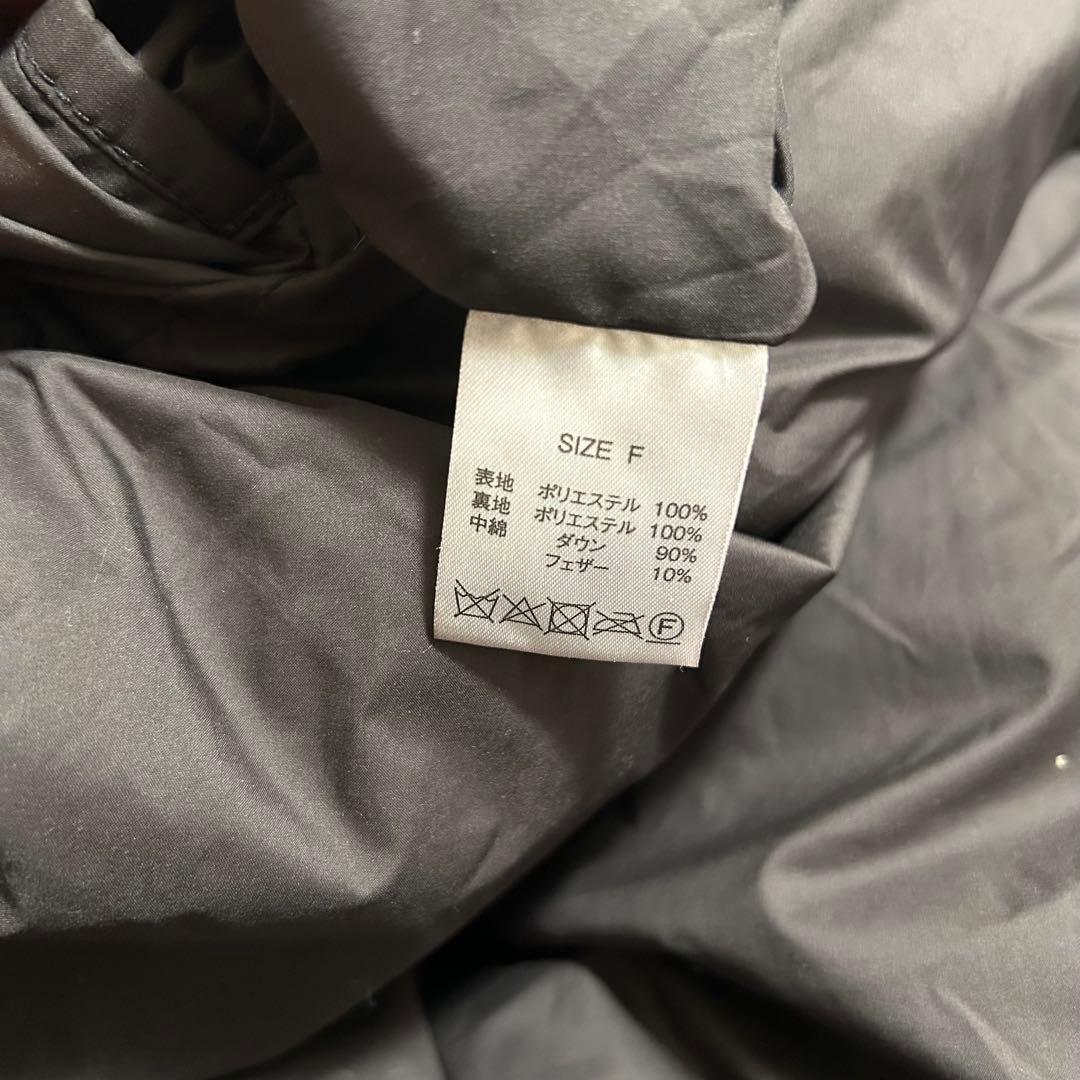 SIZE F
表地 ポリエステル 100%
裏地 ポリエステル 100%
中綿 ダウン 90%
フェザー 10%
F